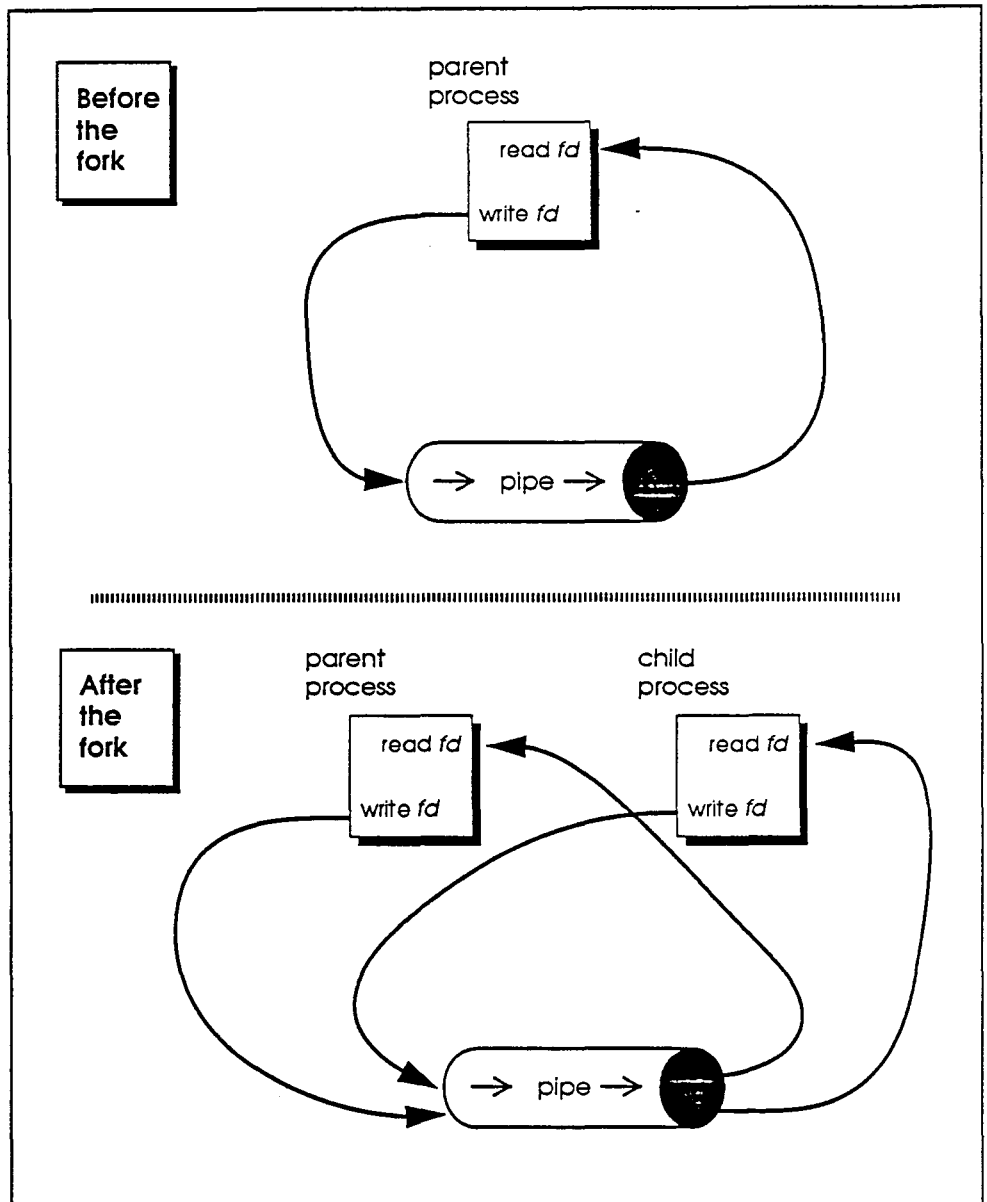 Before
the
fork
parent
process
read fd
write fd
pipe
After
the
fork
parent
process
child
process
read fd
write fd
read fd
write fd
pipe